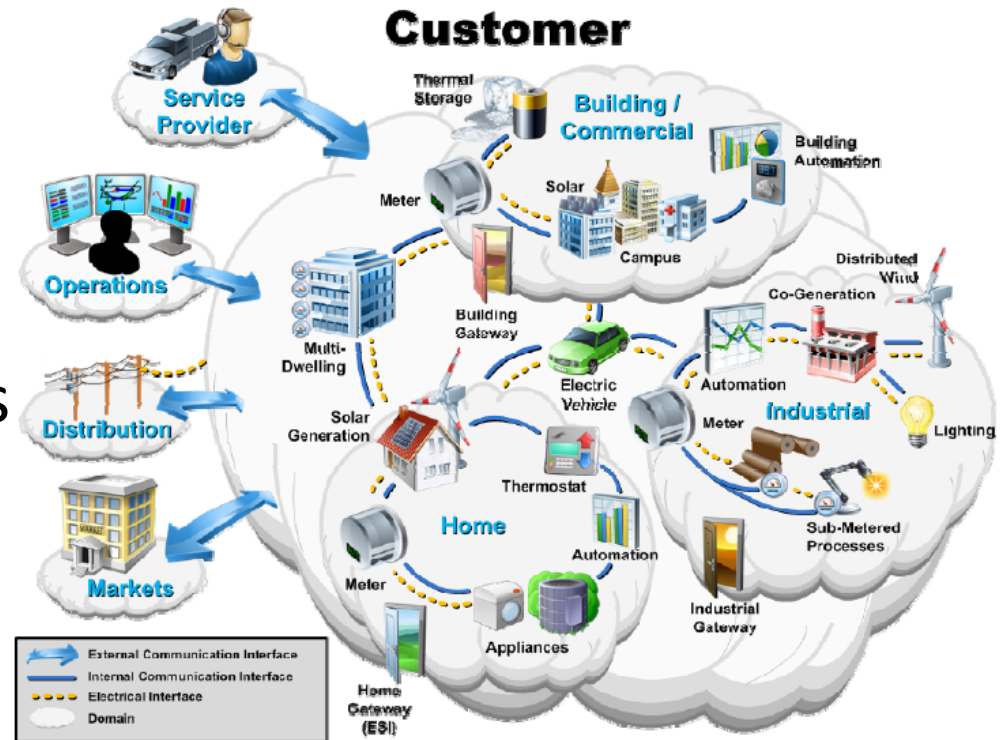 Customer
Service
Provider
Thermal
Storage
Building /
Commercial
Building
Automation
Meter
Solar
Campus
Operations
Multi-
Dwelling
Building
Gateway
Distributed
Wind
Co-Generation
Electric
Vehicle
Automation
Industrial
Meter
Lighting
S
Distribution
Solar
Generation
Thermostat
Sub-Metered
Processes
Home
Automation
Meter
MARKET
Markets
Appliances
Industrial
Gateway
Home
Gateway
(ESI)
External Communication Interface
Internal Communication Interface
Electrical Interface
Domain